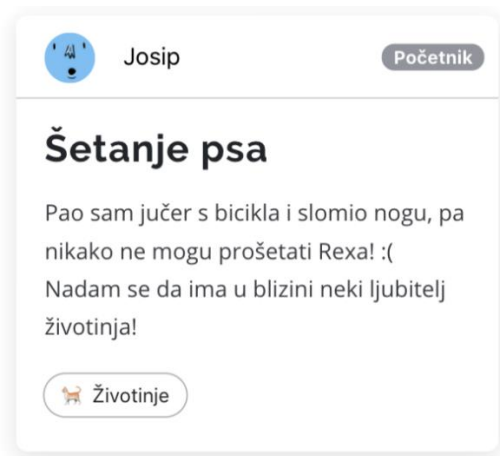 Josip
Početnik
Šetanje psa
Pao sam jučer s bicikla i slomio nogu, pa
nikako ne mogu prošetati Rexa! :(
Nadam se da ima u blizini neki ljubitelj
životinja!
Životinje